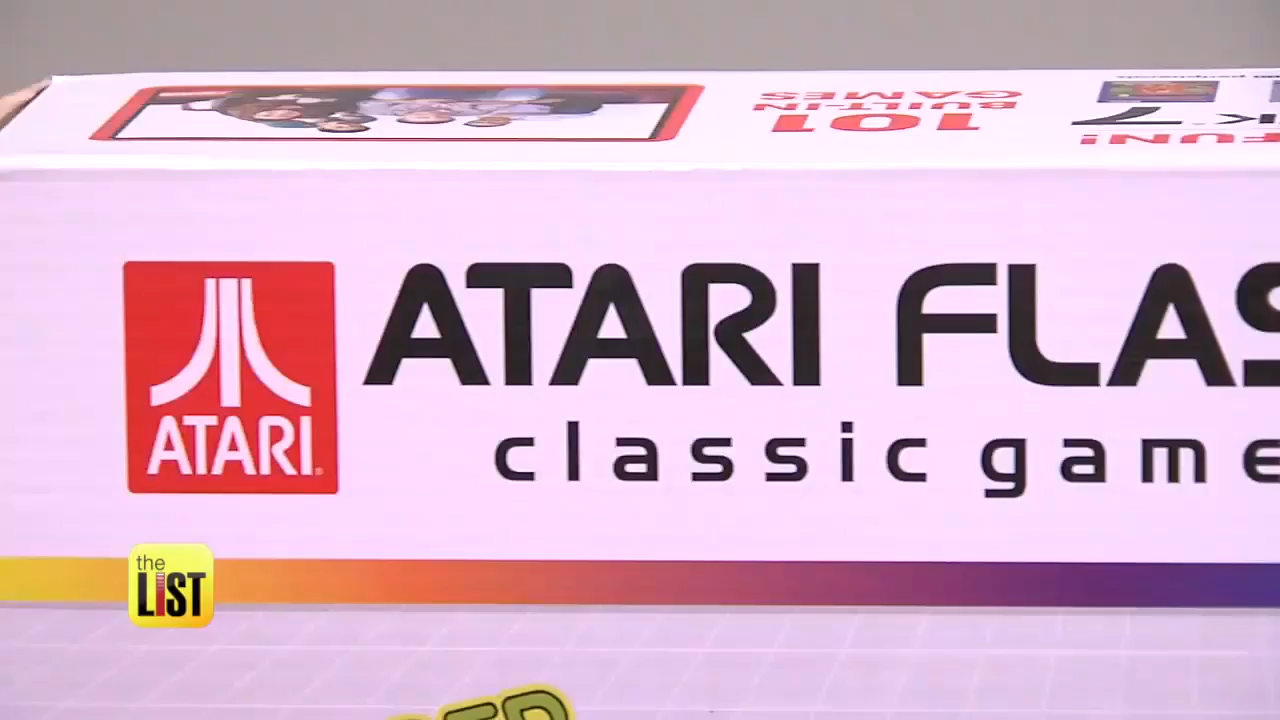 101
BUILT-IN
GAMES
FUN!
ATARI
ATARI FLAS
classic game
the
LIST